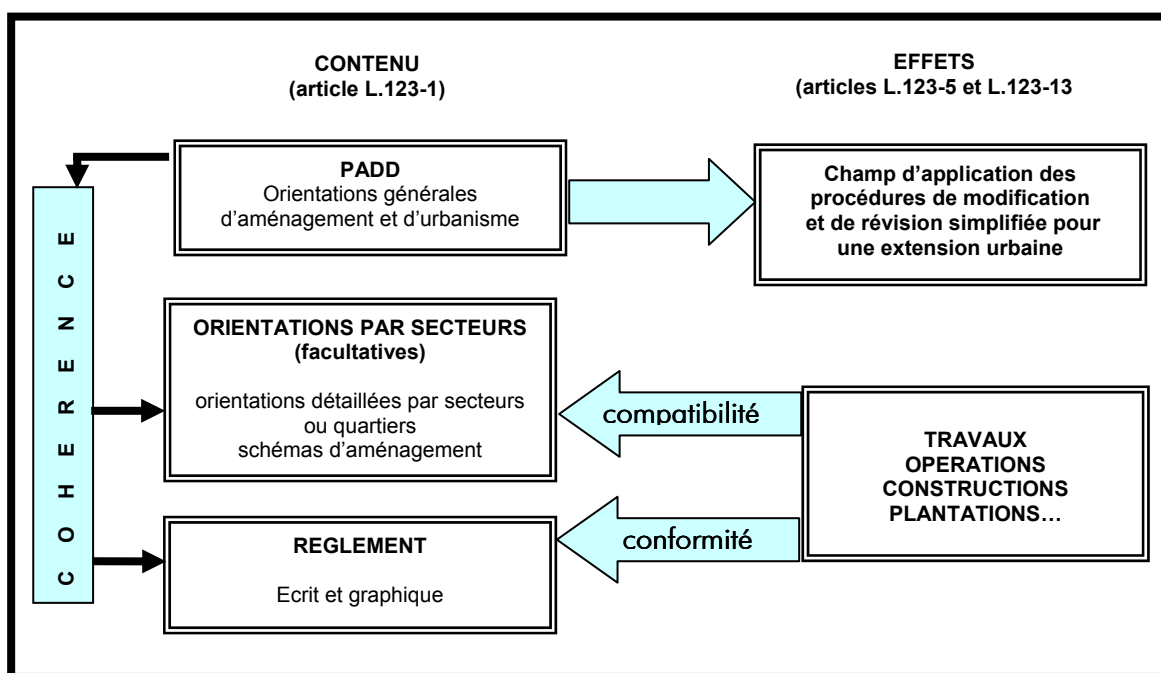 CONTENU
(article L.123-1)
EFFETS
(articles L.123-5 et L.123-13
PADD
Orientations générales
d'aménagement et d'urbanisme
Champ d'application des
procédures de modification
et de révision simplifiée pour
une extension urbaine
COHERENCE
ORIENTATIONS PAR SECTEURS
(facultatives)
orientations détaillées par secteurs
ou quartiers
schémas d'aménagement
compatibilité
TRAVAUX
OPERATIONS
CONSTRUCTIONS
PLANTATIONS…
REGLEMENT
Ecrit et graphique
conformité